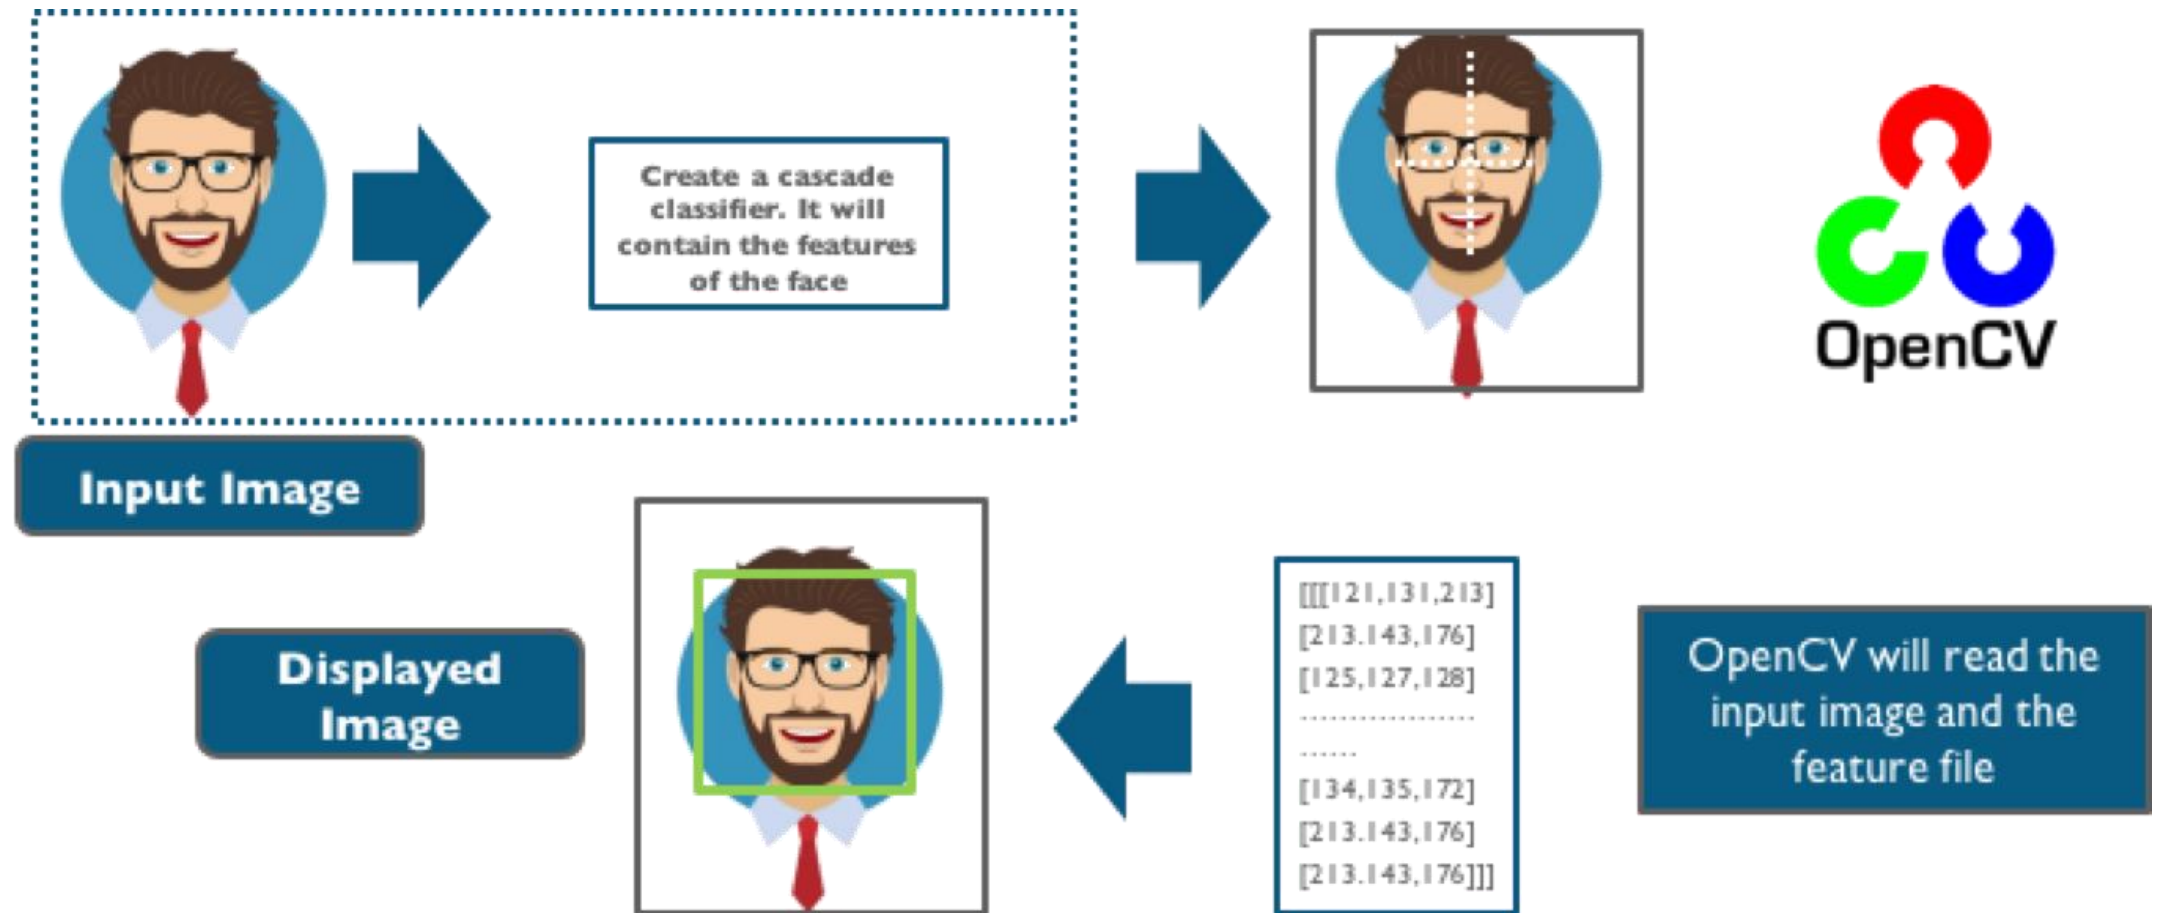 Create a cascade
classifier. It will
contain the features
of the face
OpenCV
Input Image
Displayed
Image
[[[121,131,213]
[213.143,176]
[125,127,128]
..................
......
[134,135,172]
[213.143,176]
[213.143,176]]]
OpenCV will read the
input image and the
feature file